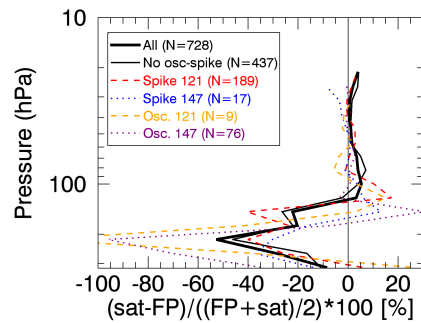 10
All (N=728)
No osc-spike (N=437)
Spike 121 (N=189)
Spike 147 (N=17)
Osc. 121 (N=9)
Osc. 147 (N=76)
100
Pressure (hPa)
-100 -80 -60 -40 -20 0 20
(sat-FP)/((FP+sat)/2)*100 [%]